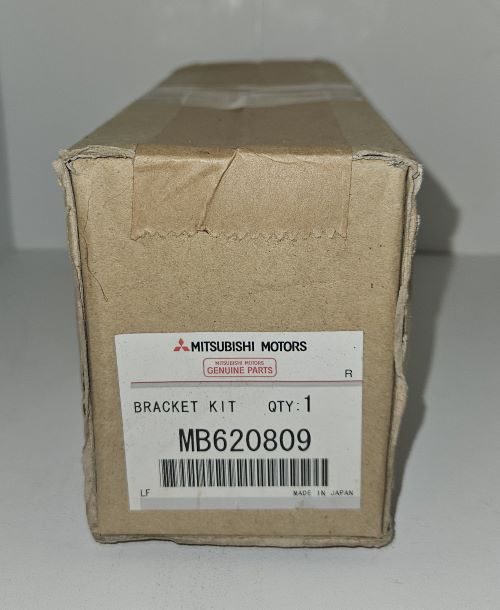 MITSUBISHI MOTORS
MITSUBISHI MOTORS
GENUINE PARTS
R
BRACKET KIT QTY:1
MB620809
LF MADE IN JAPAN